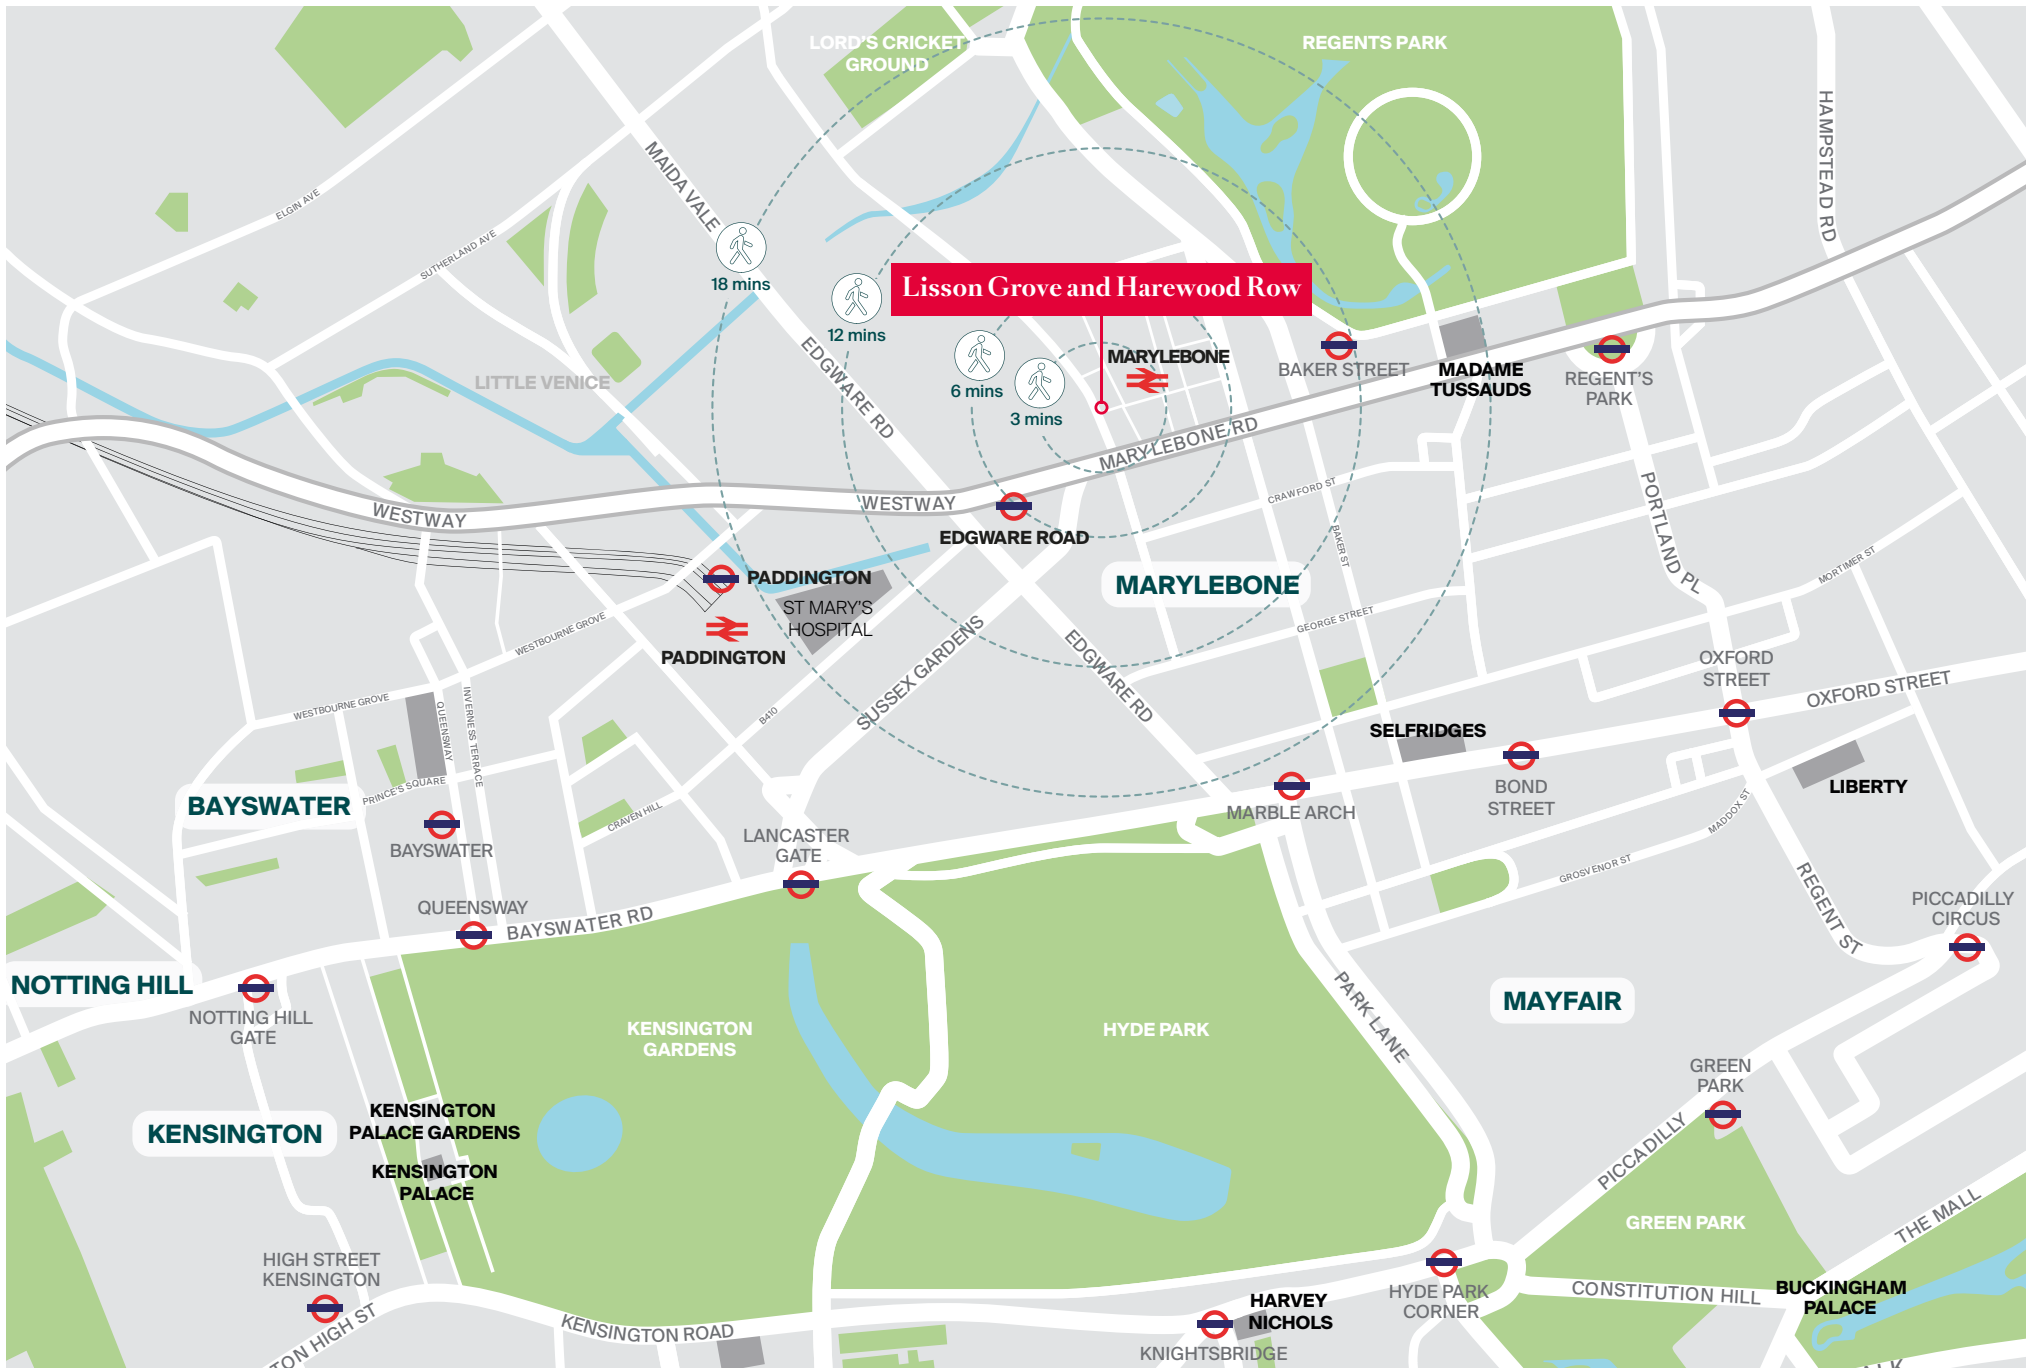 LORD'S CRICKET
GROUND
REGENTS PARK
HAMPSTEAD RD
MAIDA VALE
ELGIN AVE
SUTHERLAND AVE
18 mins
12 mins
6 mins
3 mins
Lisson Grove and Harewood Row
MARYLEBONE
BAKER STREET
MADAME
TUSSAUDS
REGENT'S
PARK
LITTLE VENICE
EDGWARE RD
MARYLEBONE RD
WESTWAY
WESTWAY
CRAWFORD ST
PORTLAND PL
EDGWARE ROAD
BAKER ST
MORTIMER ST
PADDINGTON
ST MARY'S
HOSPITAL
PADDINGTON
MARYLEBONE
GEORGE STREET
WESTBOURNE GROVE
SUSSEX GARDENS
EDGWARE RD
OXFORD
STREET
OXFORD STREET
WESTBOURNE GROVE
QUEENSWAY
INVERNESS TERRACE
B410
SELFRIDGES
BOND
STREET
LIBERTY
PRINCE'S SQUARE
BAYSWATER
CRAVEN HILL
MARBLE ARCH
MADDOX ST
BAYSWATER
LANCASTER
GATE
GROSVENOR ST
REGENT ST
PICCADILLY
CIRCUS
QUEENSWAY
BAYSWATER RD
NOTTING HILL
NOTTING HILL
GATE
KENSINGTON
GARDENS
HYDE PARK
PARK LANE
MAYFAIR
GREEN
PARK
KENSINGTON
KENSINGTON
PALACE GARDENS
KENSINGTON
PALACE
PICCADILLY
GREEN PARK
THE MALL
HIGH STREET
KENSINGTON
TON HIGH ST
KENSINGTON ROAD
HARVEY
NICHOLS
KNIGHTSBRIDGE
HYDE PARK
CORNER
CONSTITUTION HILL
BUCKINGHAM
PALACE